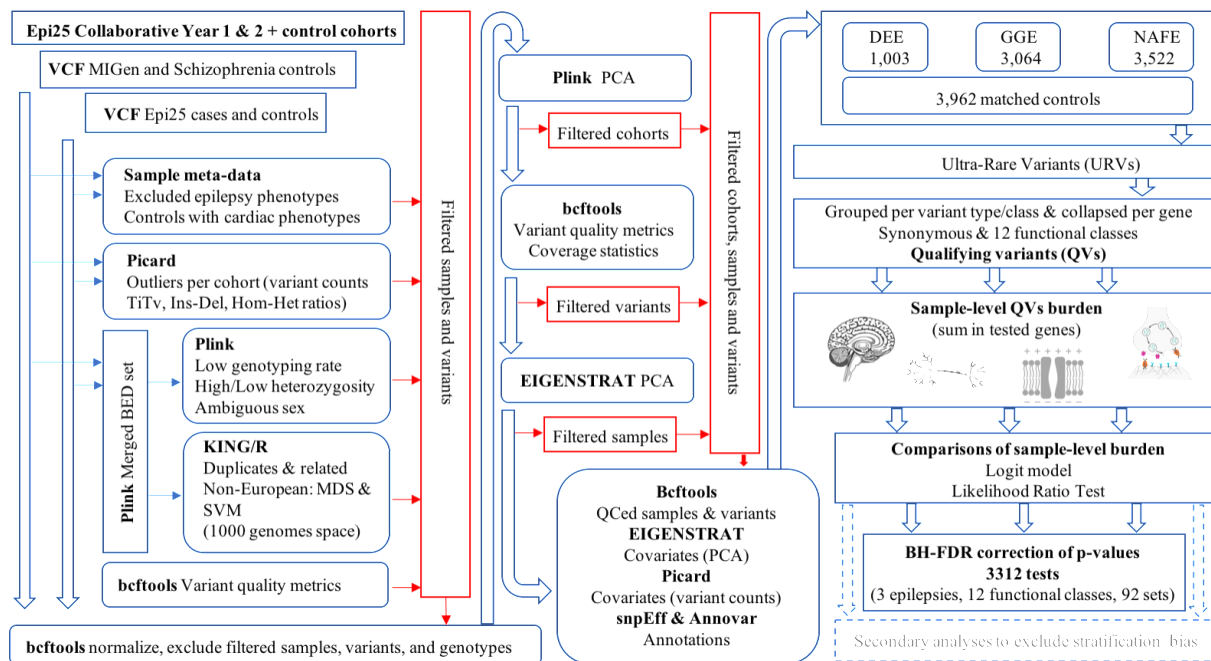 Epi25 Collaborative Year 1 & 2 + control cohorts
VCF MIGen and Schizophrenia controls
VCF Epi25 cases and controls
Sample meta-data
Excluded epilepsy phenotypes
Controls with cardiac phenotypes
Picard
Outliers per cohort (variant counts
TiTv, Ins-Del, Hom-Het ratios)
Plink Merged BED set
Plink
Low genotyping rate
High/Low heterozygosity
Ambiguous sex
KING/R
Duplicates & related
Non-European: MDS &
SVM
(1000 genomes space)
bcftools Variant quality metrics
Filtered samples and variants
bcftools normalize, exclude filtered samples, variants, and genotypes
Plink PCA
Filtered cohorts
bcftools
Variant quality metrics
Coverage statistics
Filtered variants
EIGENSTRAT PCA
Filtered samples
Filtered cohorts, samples and variants
Bcftools
QCed samples & variants
EIGENSTRAT
Covariates (PCA)
Picard
Covariates (variant counts)
snpEff & Annovar
Annotations
DEE
1,003
GGE
3,064
NAFE
3,522
3,962 matched controls
Ultra-Rare Variants (URVs)
Grouped per variant type/class & collapsed per gene
Synonymous & 12 functional classes
Qualifying variants (QVs)
Sample-level QVs burden
(sum in tested genes)
Comparisons of sample-level burden
Logit model
Likelihood Ratio Test
BH-FDR correction of p-values
3312 tests
(3 epilepsies, 12 functional classes, 92 sets)
Secondary analyses to exclude stratification bias